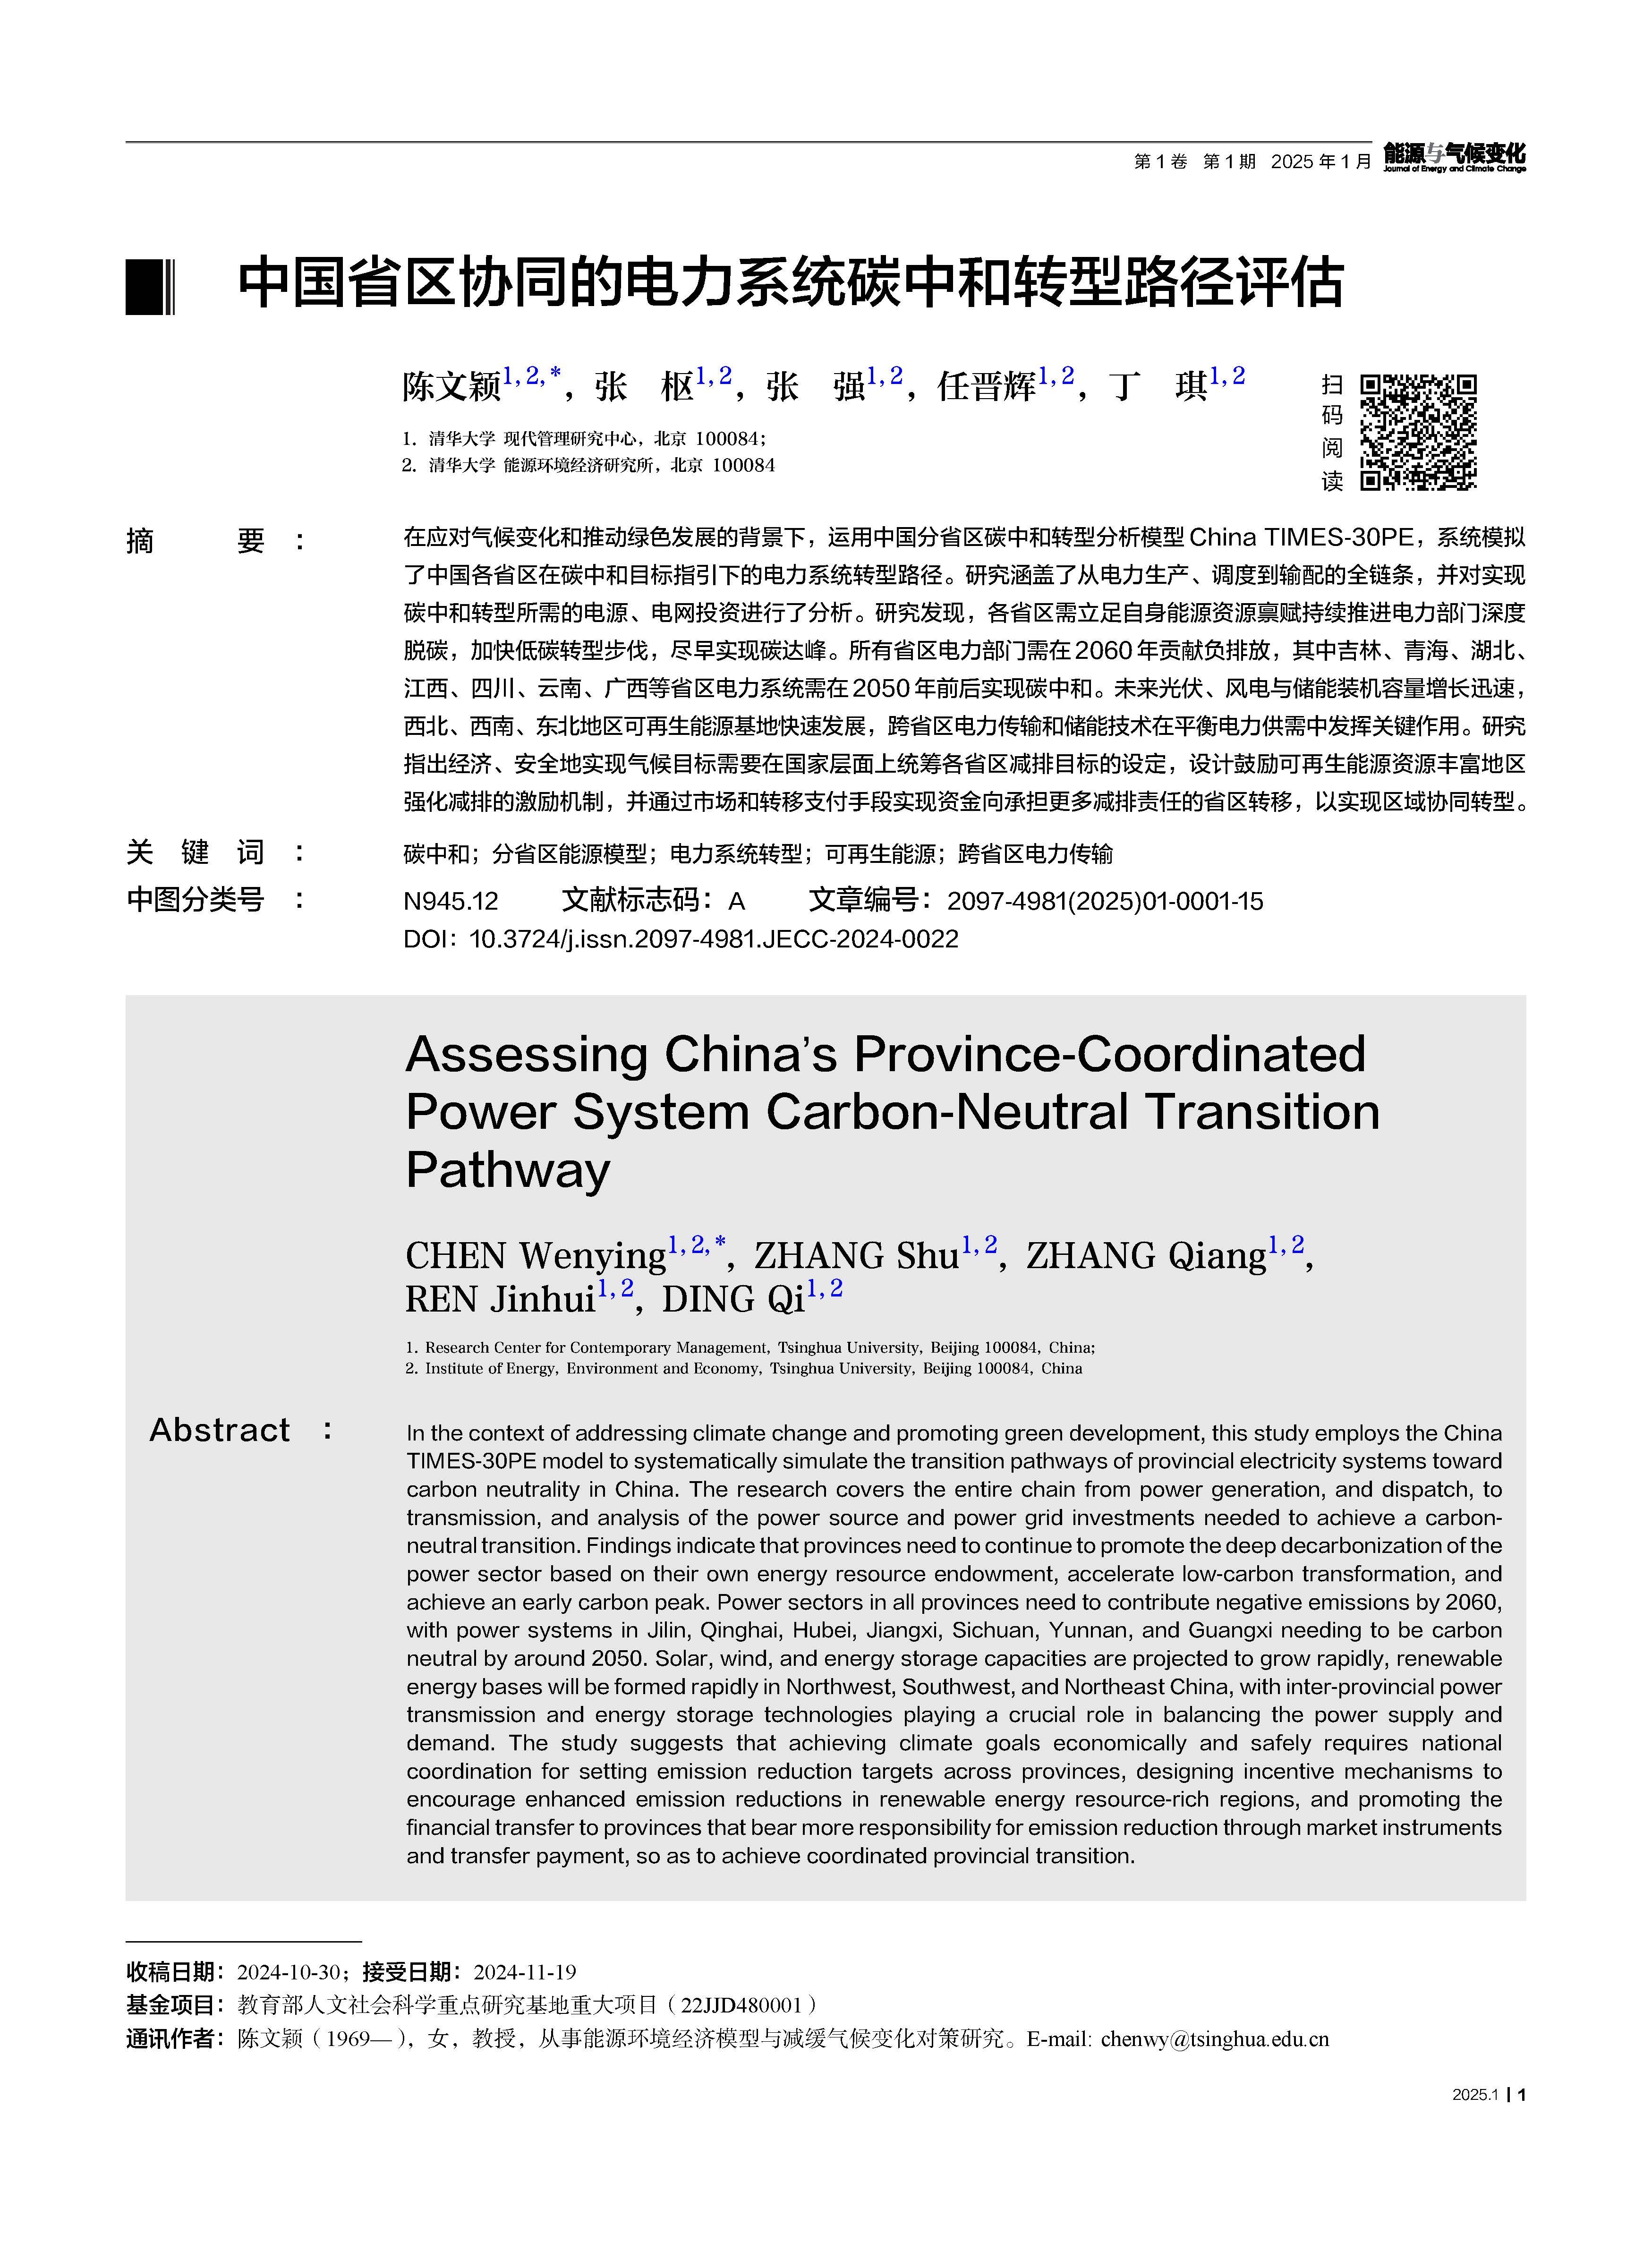 第 1 卷 第 1 期 2025 年 1 月 能源与气候变化
Journal of Energy and Climate Change
中国省区协同的电力系统碳中和转型路径评估
陈文颖1,2,*，张 枢1,2，张 强1,2，任晋辉1,2，丁 琪1,2
扫码阅读
1. 清华大学 现代管理研究中心，北京 100084；
2. 清华大学 能源环境经济研究所，北京 100084
摘 要：
在应对气候变化和推动绿色发展的背景下，运用中国分省区碳中和转型分析模型China TIMES-30PE，系统模拟
了中国各省区在碳中和目标指引下的电力系统转型路径。研究涵盖了从电力生产、调度到输配的全链条，并对实现
碳中和转型所需的电源、电网投资进行了分析。研究发现，各省区需立足自身能源资源禀赋持续推进电力部门深度
脱碳，加快低碳转型步伐，尽早实现碳达峰。所有省区电力部门需在2060年贡献负排放，其中吉林、青海、湖北、
江西、四川、云南、广西等省区电力系统需在2050年前后实现碳中和。未来光伏、风电与储能装机容量增长迅速，
西北、西南、东北地区可再生能源基地快速发展，跨省区电力传输和储能技术在平衡电力供需中发挥关键作用。研究
指出经济、安全地实现气候目标需要在国家层面上统筹各省区减排目标的设定，设计鼓励可再生能源资源丰富地区
强化减排的激励机制，并通过市场和转移支付手段实现资金向承担更多减排责任的省区转移，以实现区域协同转型。
关 键 词： 碳中和；分省区能源模型；电力系统转型；可再生能源；跨省区电力传输
中图分类号： N945.12 文献标志码：A 文章编号：2097-4981(2025)01-0001-15
DOI：10.3724/j.issn.2097-4981.JECC-2024-0022
Assessing China’s Province-Coordinated
Power System Carbon-Neutral Transition
Pathway
CHEN Wenying1,2,*, ZHANG Shu1,2, ZHANG Qiang1,2,
REN Jinhui1,2, DING Qi1,2
1. Research Center for Contemporary Management, Tsinghua University, Beijing 100084, China;
2. Institute of Energy, Environment and Economy, Tsinghua University, Beijing 100084, China
Abstract：
In the context of addressing climate change and promoting green development, this study employs the China
TIMES-30PE model to systematically simulate the transition pathways of provincial electricity systems toward
carbon neutrality in China. The research covers the entire chain from power generation, and dispatch, to
transmission, and analysis of the power source and power grid investments needed to achieve a carbon-
neutral transition. Findings indicate that provinces need to continue to promote the deep decarbonization of the
power sector based on their own energy resource endowment, accelerate low-carbon transformation, and
achieve an early carbon peak. Power sectors in all provinces need to contribute negative emissions by 2060,
with power systems in Jilin, Qinghai, Hubei, Jiangxi, Sichuan, Yunnan, and Guangxi needing to be carbon
neutral by around 2050. Solar, wind, and energy storage capacities are projected to grow rapidly, renewable
energy bases will be formed rapidly in Northwest, Southwest, and Northeast China, with inter-provincial power
transmission and energy storage technologies playing a crucial role in balancing the power supply and
demand. The study suggests that achieving climate goals economically and safely requires national
coordination for setting emission reduction targets across provinces, designing incentive mechanisms to
encourage enhanced emission reductions in renewable energy resource-rich regions, and promoting the
financial transfer to provinces that bear more responsibility for emission reduction through market instruments
and transfer payment, so as to achieve coordinated provincial transition.
收稿日期：2024-10-30；接受日期：2024-11-19
基金项目：教育部人文社会科学重点研究基地重大项目（22JJD480001）
通讯作者：陈文颖（1969—），女，教授，从事能源环境经济模型与减缓气候变化对策研究。E-mail: chenwy@tsinghua.edu.cn
2025.1 | 1